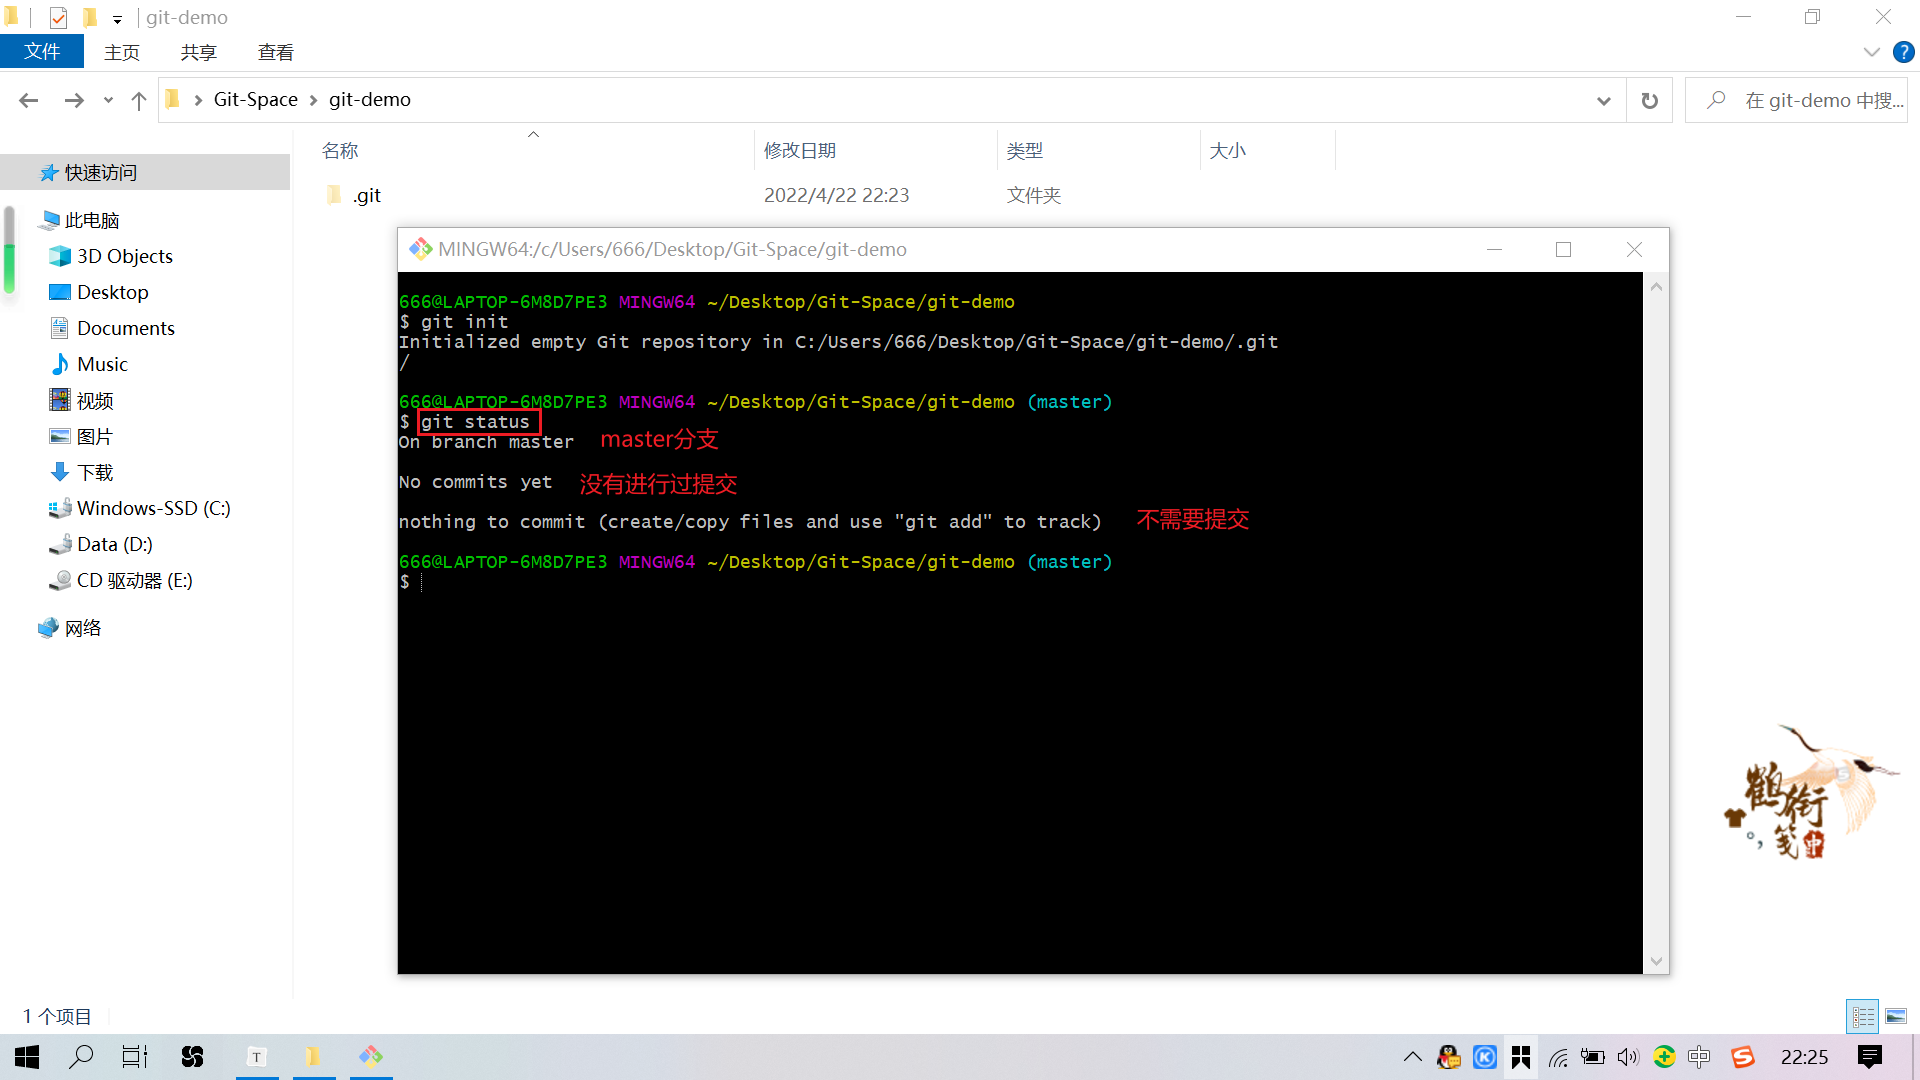 git-demo
文件 主页 共享 查看
Git-Space git-demo
在 git-demo 中搜...
名称 修改日期 类型 大小
.git 2022/4/22 22:23 文件夹
快速访问
此电脑
3D Objects
Desktop
Documents
Music
视频
图片
下载
Windows-SSD (C:)
Data (D:)
CD 驱动器 (E:)
网络
MINGW64:/c/Users/666/Desktop/Git-Space/git-demo
666@LAPTOP-6M8D7PE3 MINGW64 ~/Desktop/Git-Space/git-demo
$ git init
Initialized empty Git repository in C:/Users/666/Desktop/Git-Space/git-demo/.git
/
666@LAPTOP-6M8D7PE3 MINGW64 ~/Desktop/Git-Space/git-demo (master)
$ git status
On branch master master分支
No commits yet 没有进行过提交
nothing to commit (create/copy files and use "git add" to track) 不需要提交
666@LAPTOP-6M8D7PE3 MINGW64 ~/Desktop/Git-Space/git-demo (master)
$
鹤衔笺
中
1 个项目
T
K
中
S
22:25